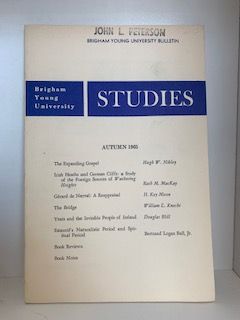 JOHN L. PETERSON
BRIGHAM YOUNG UNIVERSITY BULLETIN
Brigham
Young
University
STUDIES
AUTUMN 1965
The Expanding Gospel Hugh W. Nibley
Irish Heaths and German Cliffs: a Study
of the Foreign Sources of Wuthering
Heights Ruth M. MacKay
Gérard de Nerval: A Reappraisal H. Kay Moon
The Bridge William L. Knecht
Yeats and the Invisible People of Ireland Douglas Hill
Emerson's Naturalistic Period and Spir-
itual Period Bertrand Logan Ball, Jr.
Book Reviews
Book Notes